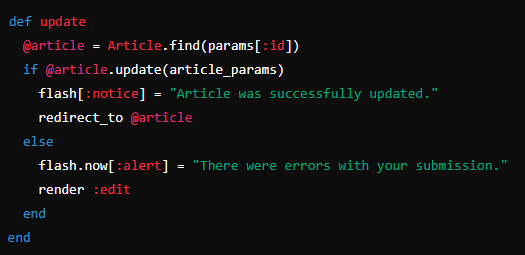 def update
  @article = Article.find(params[:id])
  if @article.update(article_params)
    flash[:notice] = "Article was successfully updated."
    redirect_to @article
  else
    flash.now[:alert] = "There were errors with your submission."
    render :edit
  end
end